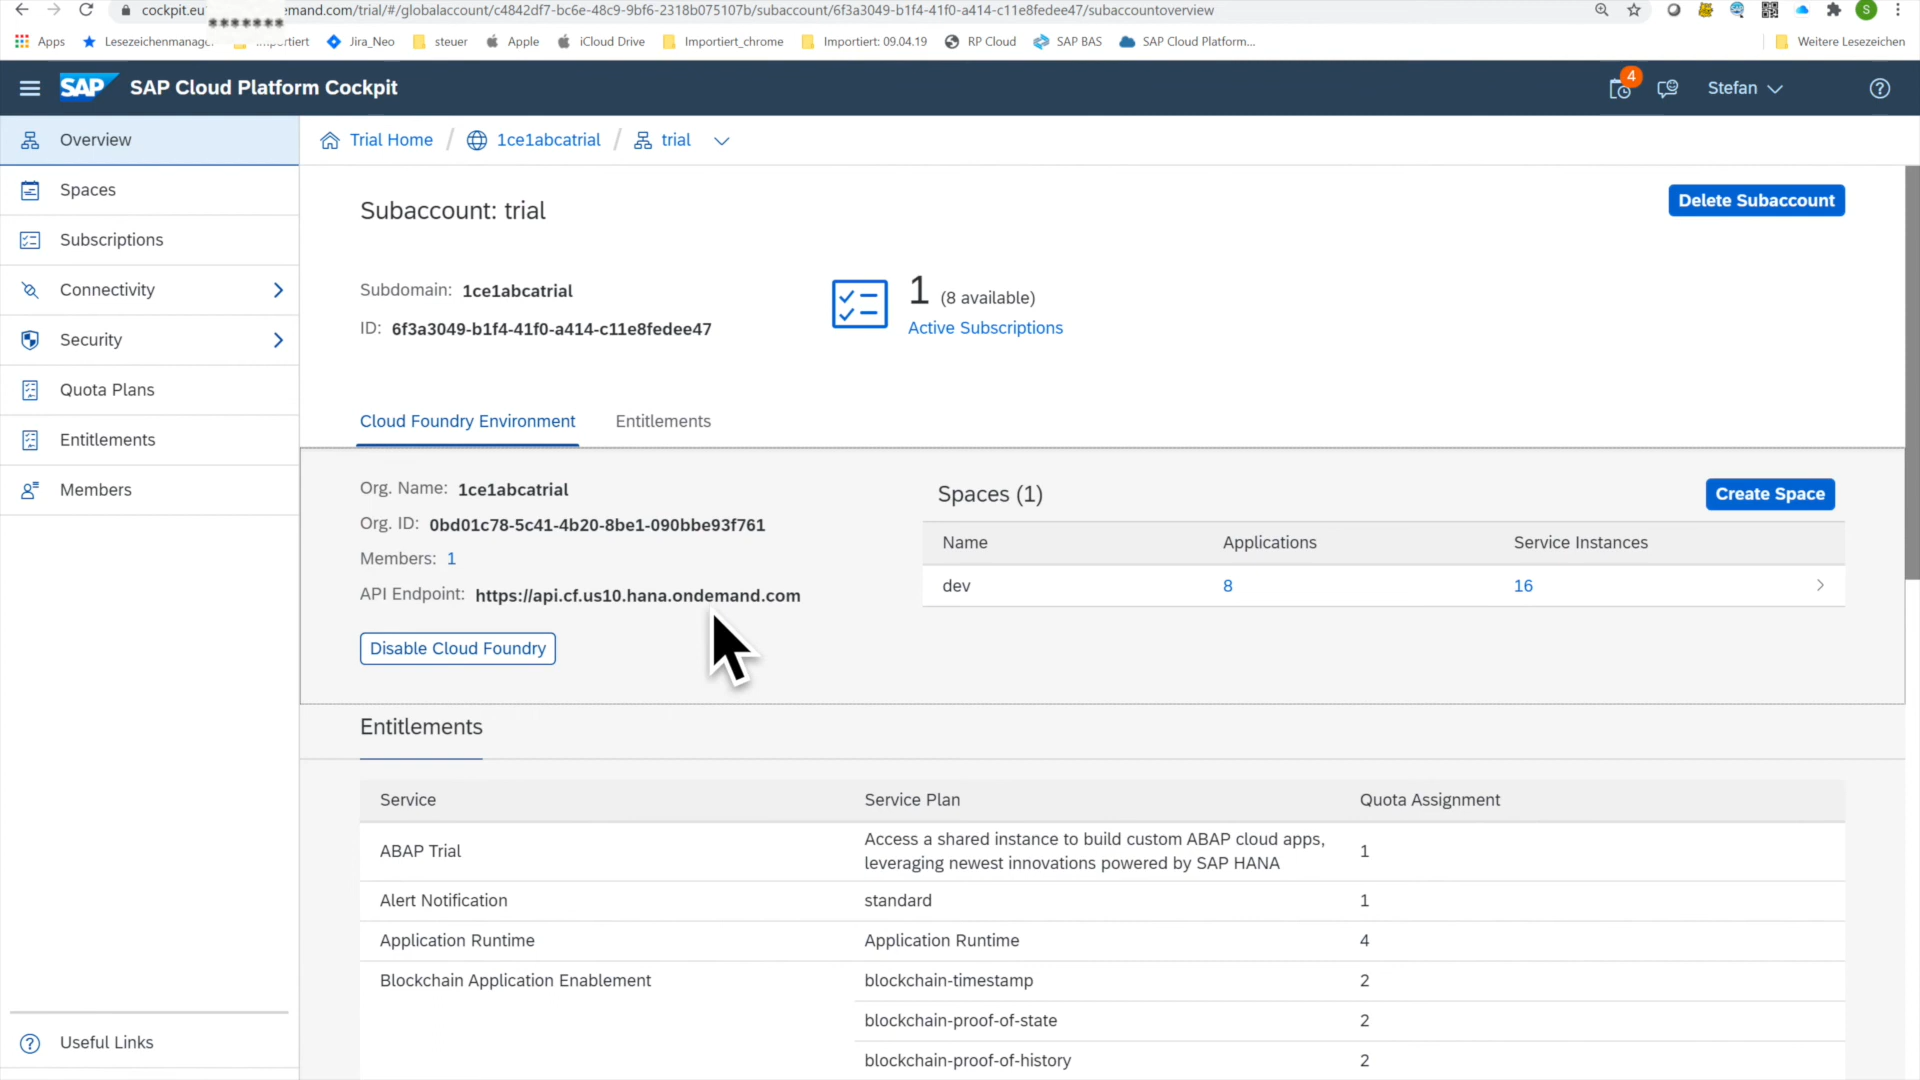 cockpit.eu*******emand.com/trial/#/globalaccount/c4842df7-bc6e-48c9-9bf6-2318b075107b/subaccount/6f3a3049-b1f4-41f0-a414-c11e8fedee47/subaccountoverview
S
Apps Lesezeichenmanager Importiert Jira_Neo steuer Apple iCloud Drive Importiert_chrome Importiert: 09.04.19 RP Cloud SAP BAS SAP Cloud Platform... Weitere Lesezeichen
SAP SAP Cloud Platform Cockpit 4 Stefan ?
Overview
Spaces
Subscriptions
Connectivity
Security
Quota Plans
Entitlements
Members
? Useful Links
Trial Home / 1ce1abcatrial / trial
Subaccount: trial
Delete Subaccount
Subdomain: 1ce1abcatrial
ID: 6f3a3049-b1f4-41f0-a414-c11e8fedee47
1 (8 available)
Active Subscriptions
Cloud Foundry Environment Entitlements
Org. Name: 1ce1abcatrial
Org. ID: 0bd01c78-5c41-4b20-8be1-090bbe93f761
Members: 1
API Endpoint: https://api.cf.us10.hana.ondemand.com
Disable Cloud Foundry
Spaces (1)
Create Space
Name Applications Service Instances
dev 8 16
Entitlements
Service Service Plan Quota Assignment
ABAP Trial Access a shared instance to build custom ABAP cloud apps, 1
leveraging newest innovations powered by SAP HANA
Alert Notification standard 1
Application Runtime Application Runtime 4
Blockchain Application Enablement blockchain-timestamp 2
blockchain-proof-of-state 2
blockchain-proof-of-history 2